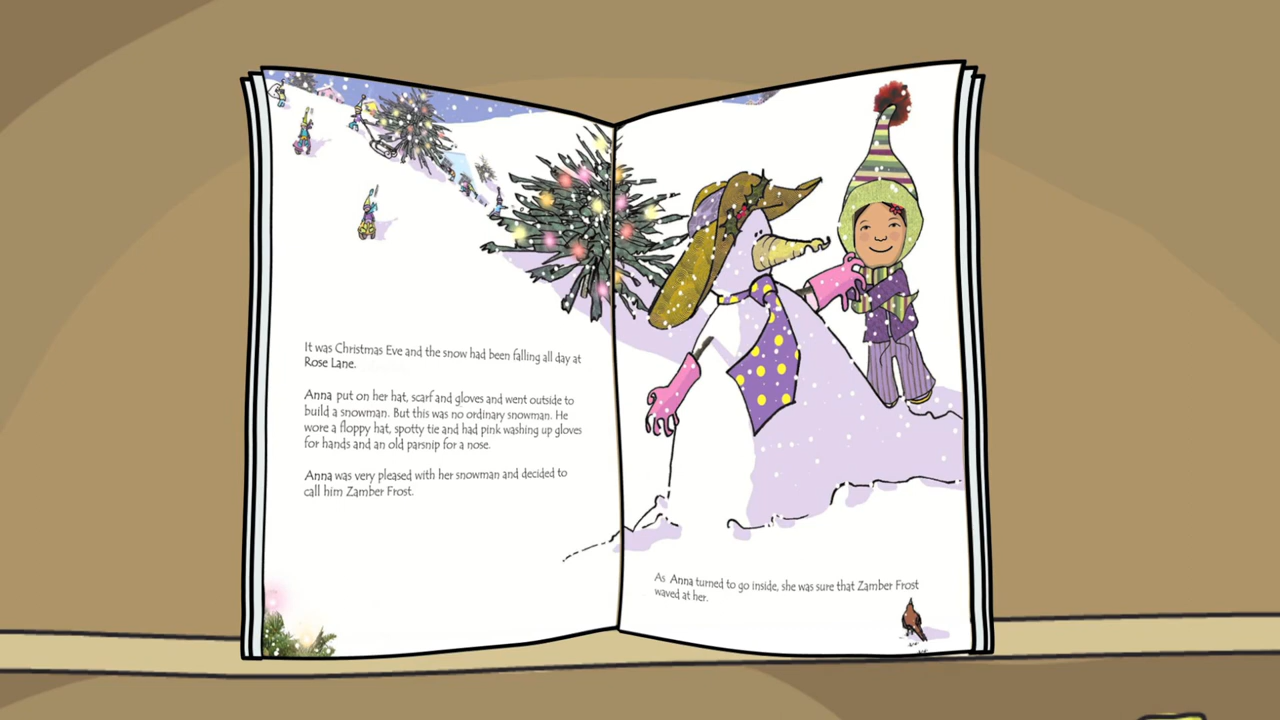 It was Christmas Eve and the snow had been falling all day at
Rose Lane.
Anna put on her hat, scarf and gloves and went outside to
build a snowman. But this was no ordinary snowman. He
wore a floppy hat, spotty tie and had pink washing up gloves
for hands and an old parsnip for a nose.
Anna was very pleased with her snowman and decided to
call him Zamber Frost.
As Anna turned to go inside, she was sure that Zamber Frost
waved at her.